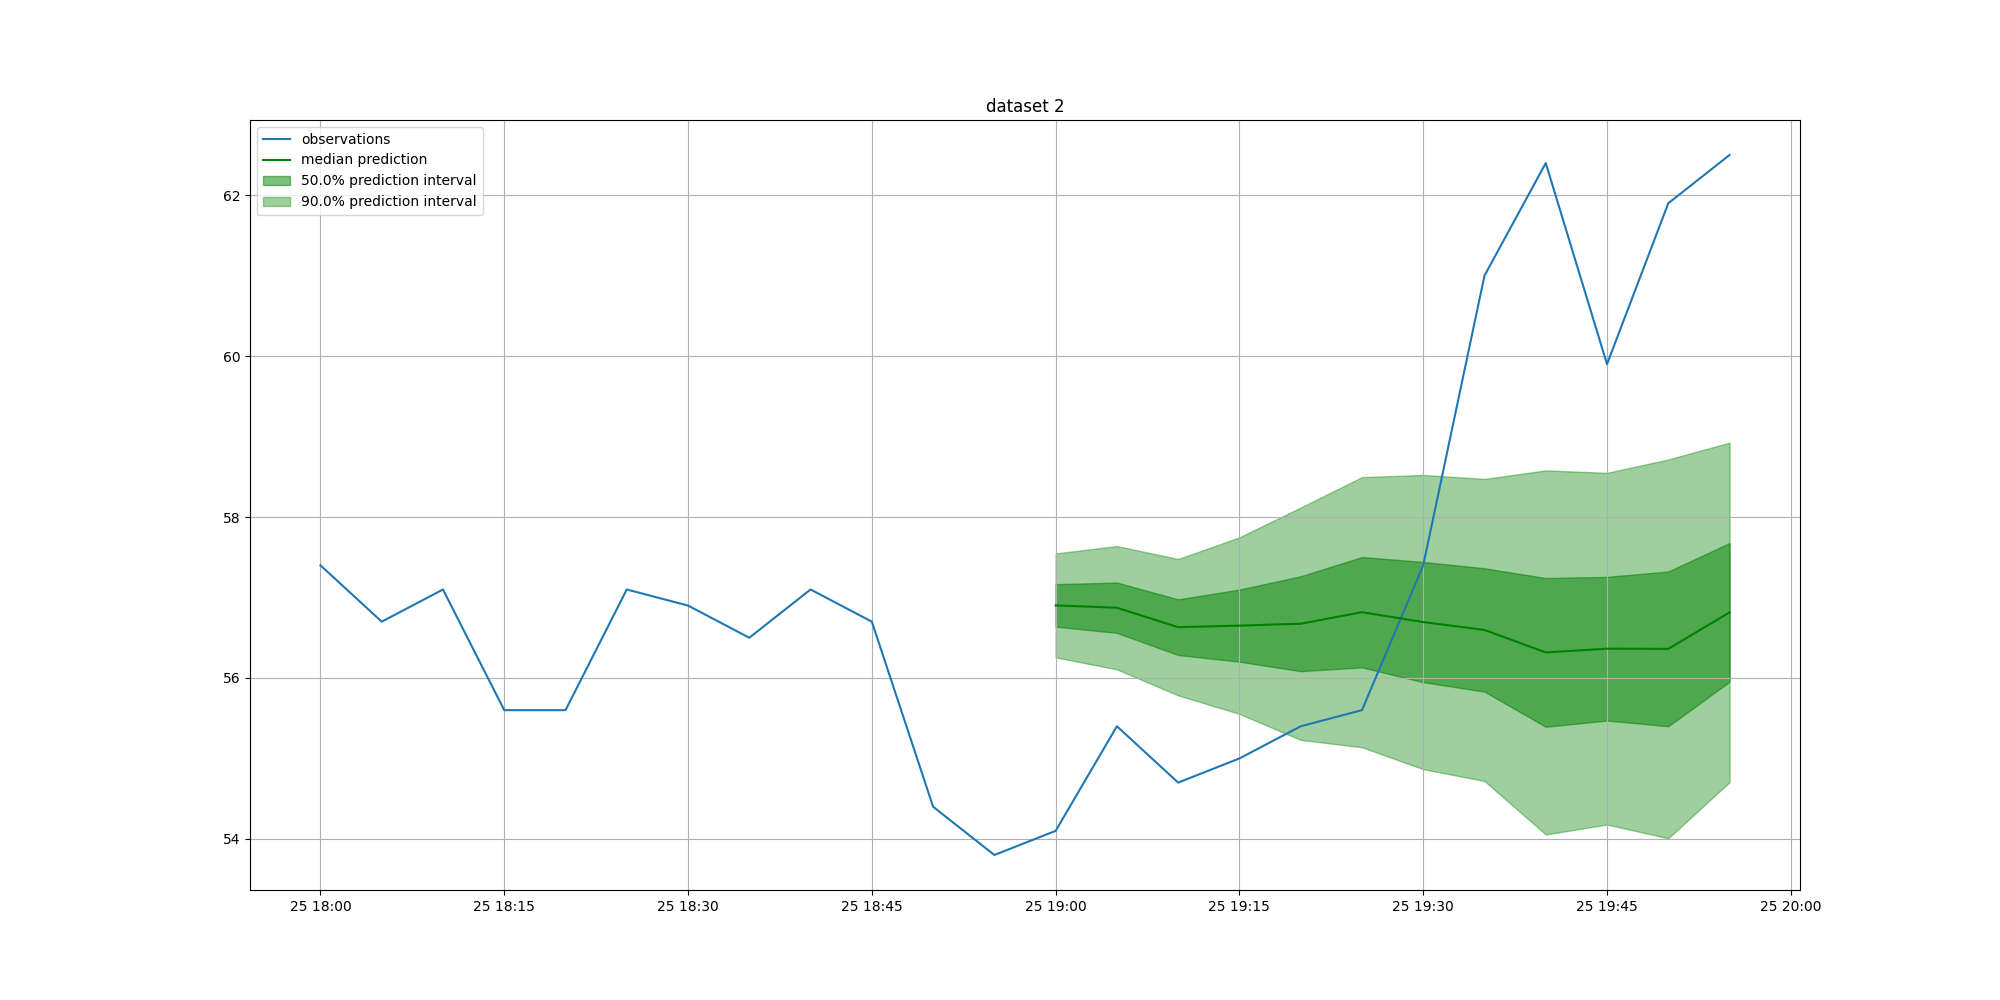 dataset 2
observations
median prediction
50.0% prediction interval
90.0% prediction interval
62
60
58
56
54
25 18:00 25 18:15 25 18:30 25 18:45 25 19:00 25 19:15 25 19:30 25 19:45 25 20:00